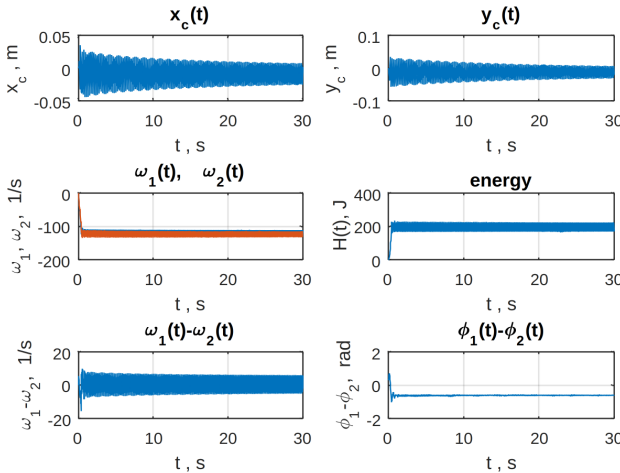 x_c(t)
0.05
0
-0.05
x_c , m
0 10 20 30
t , s
y_c(t)
0.1
0
-0.1
y_c , m
0 10 20 30
t , s
ω_1(t), ω_2(t)
0
-100
-200
ω_1, ω_2, 1/s
0 10 20 30
t , s
energy
400
200
0
H(t), J
0 10 20 30
t , s
ω_1(t)-ω_2(t)
20
0
-20
ω_1-ω_2, 1/s
0 10 20 30
t , s
ϕ_1(t)-ϕ_2(t)
2
0
-2
ϕ_1-ϕ_2, rad
0 10 20 30
t , s